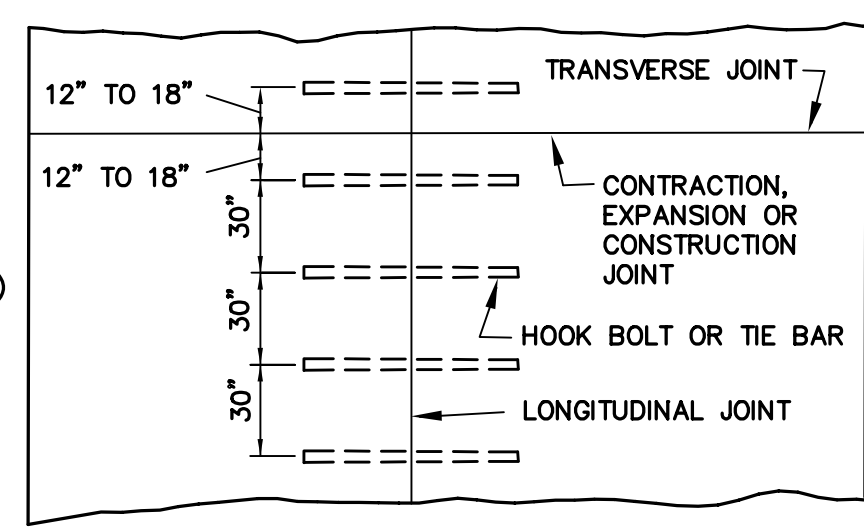 TRANSVERSE JOINT
12” TO 18”
12” TO 18”
CONTRACTION,
EXPANSION OR
CONSTRUCTION
JOINT
30”
30”
HOOK BOLT OR TIE BAR
30”
LONGITUDINAL JOINT